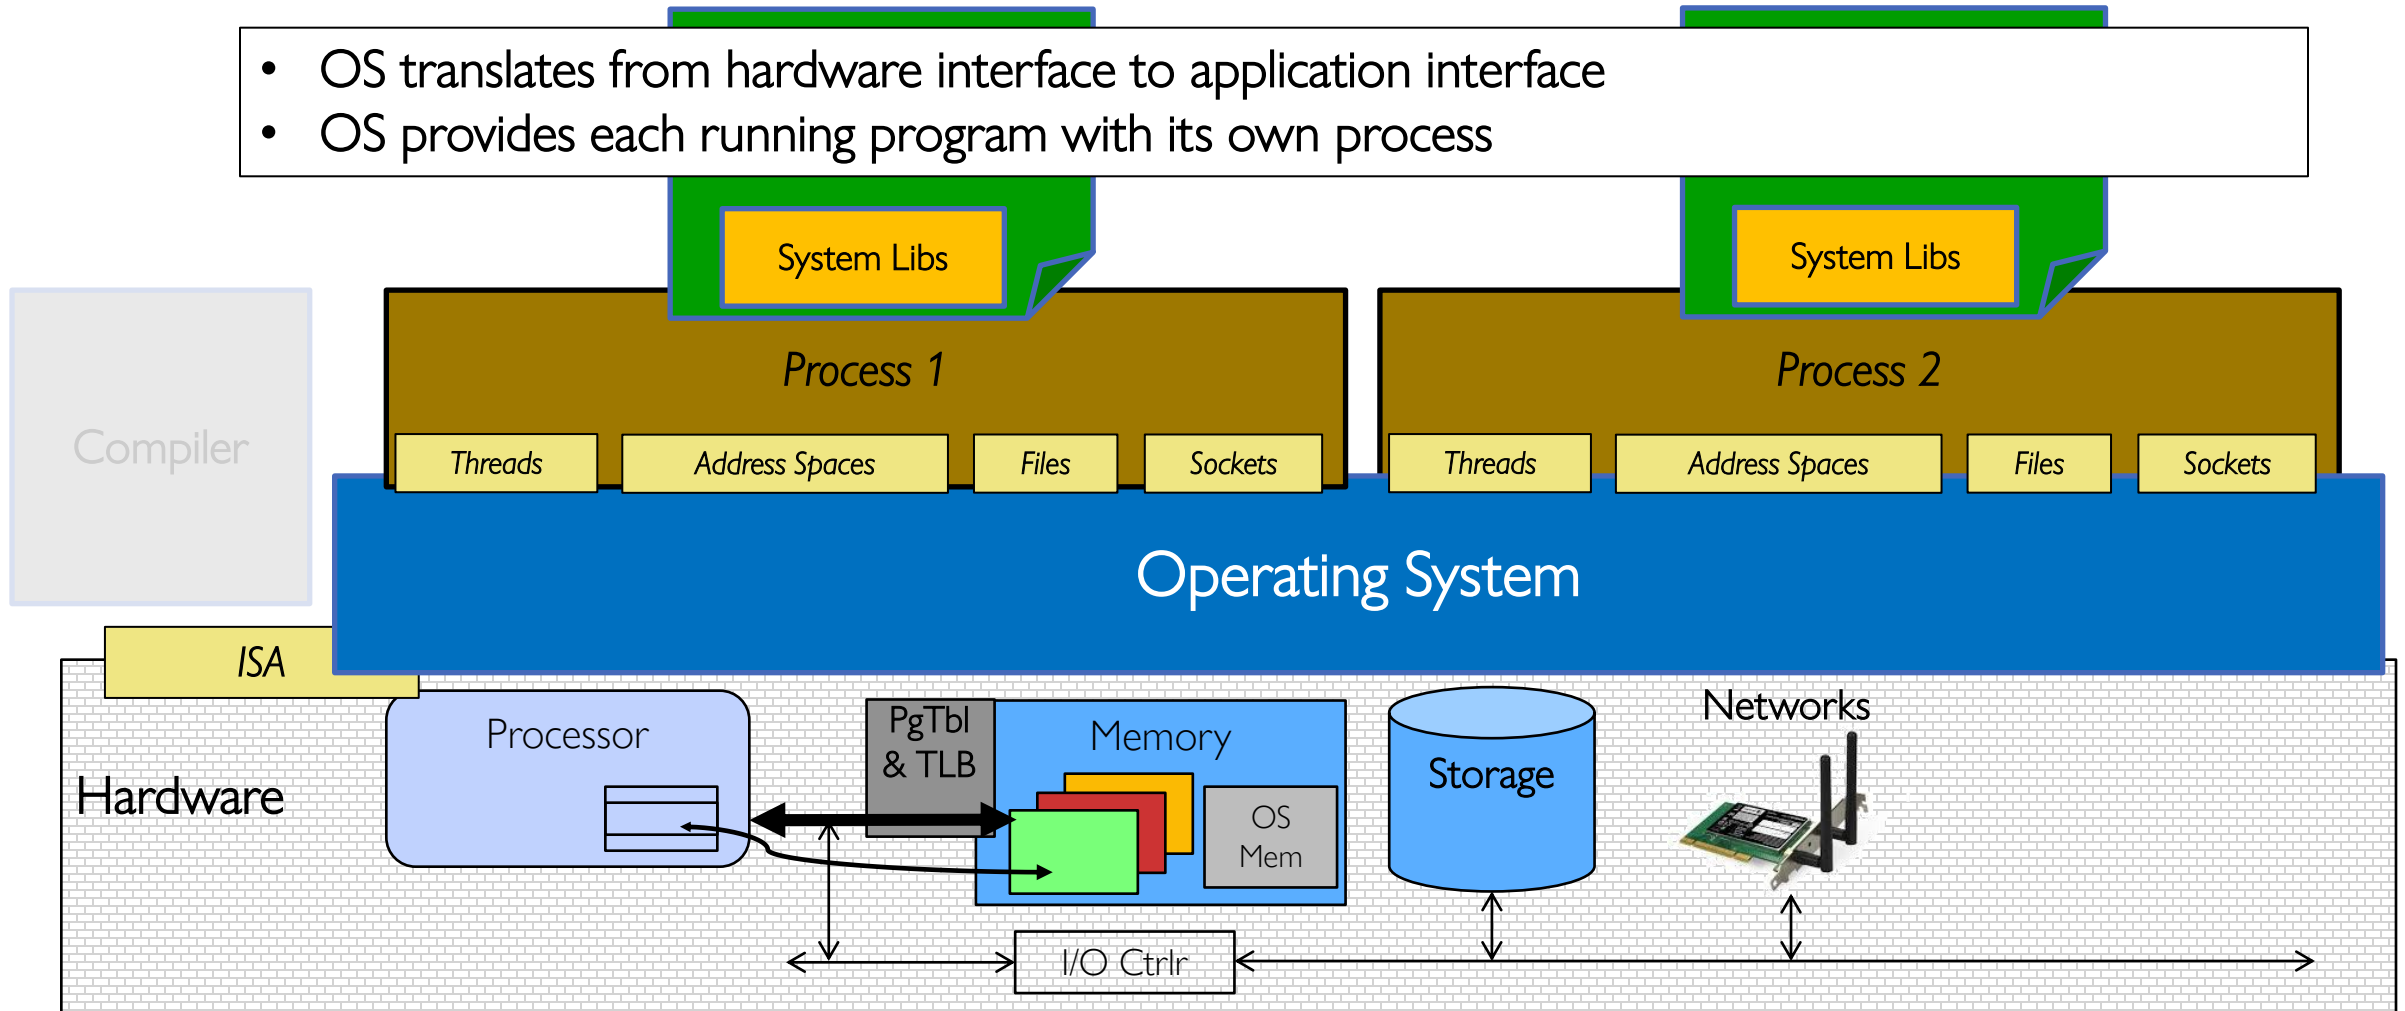 • OS translates from hardware interface to application interface
• OS provides each running program with its own process
System Libs
System Libs
Compiler
Process 1
Process 2
Threads
Address Spaces
Files
Sockets
Threads
Address Spaces
Files
Sockets
Operating System
ISA
Hardware
Processor
PgTbl
& TLB
Memory
OS
Mem
Storage
Networks
I/O Ctrlr